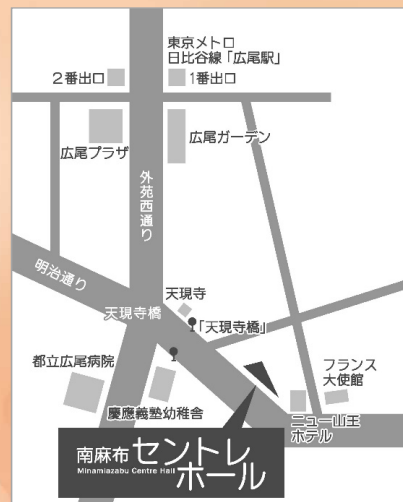 東京メトロ
日比谷線「広尾駅」
2番出口
1番出口
広尾プラザ
広尾ガーデン
外苑西通り
明治通り
天現寺
天現寺橋
「天現寺橋」
都立広尾病院
慶應義塾幼稚舎
フランス
大使館
ニュー山王
ホテル
南麻布セントレ
Minamiazabu Centre Hall
ホール